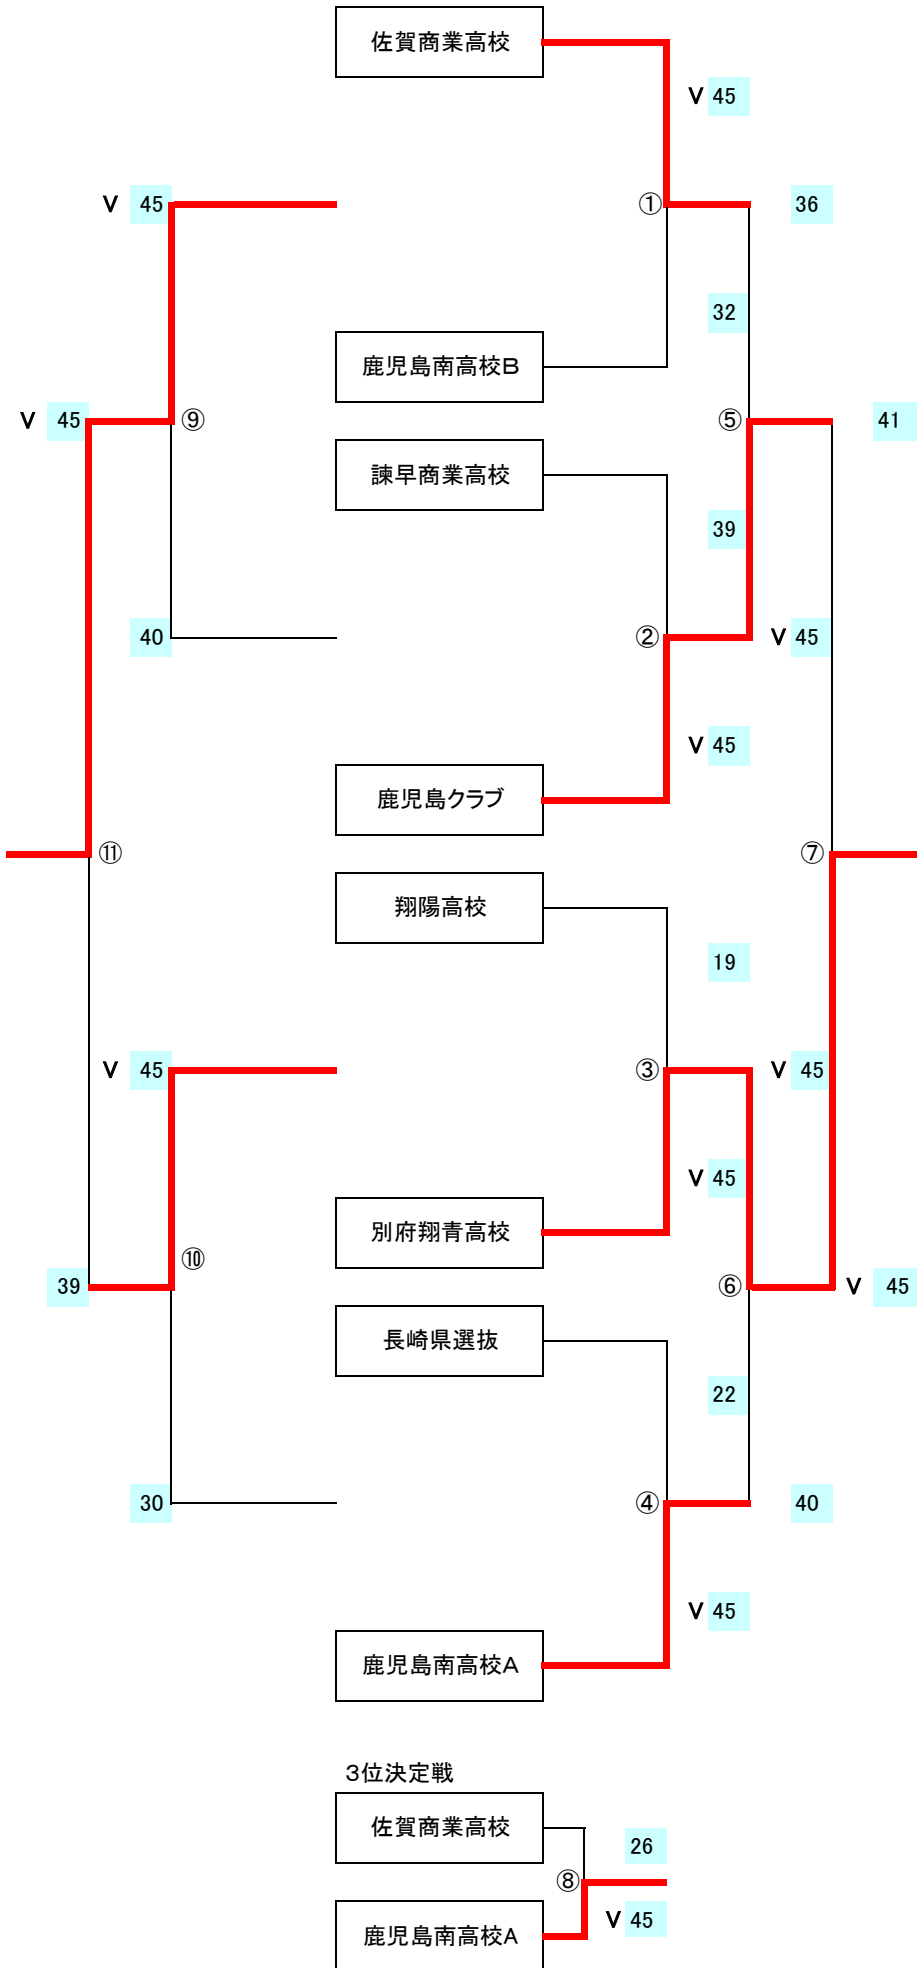 佐賀商業高校
V 45
V 45
①
36
32
鹿児島南高校B
V 45
⑨
⑤
41
諫早商業高校
39
40
②
V 45
V 45
鹿児島クラブ
⑪
⑦
翔陽高校
19
V 45
③
V 45
V 45
別府翔青高校
⑩
39
⑥
V 45
長崎県選抜
22
30
④
40
V 45
鹿児島南高校A
3位決定戦
佐賀商業高校
26
⑧
V 45
鹿児島南高校A